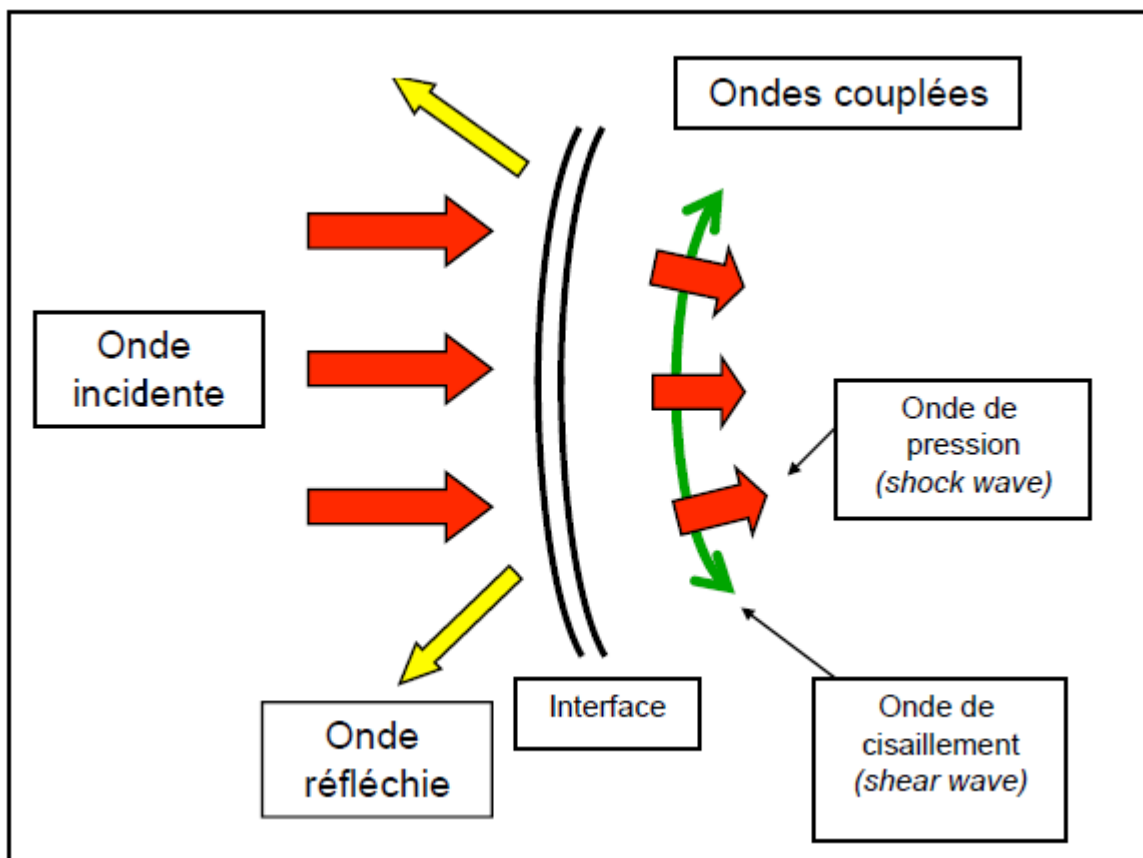 Ondes couplées
Onde
incidente
Onde de
pression
(shock wave)
Interface
Onde
réfléchie
Onde de
cisaillement
(shear wave)